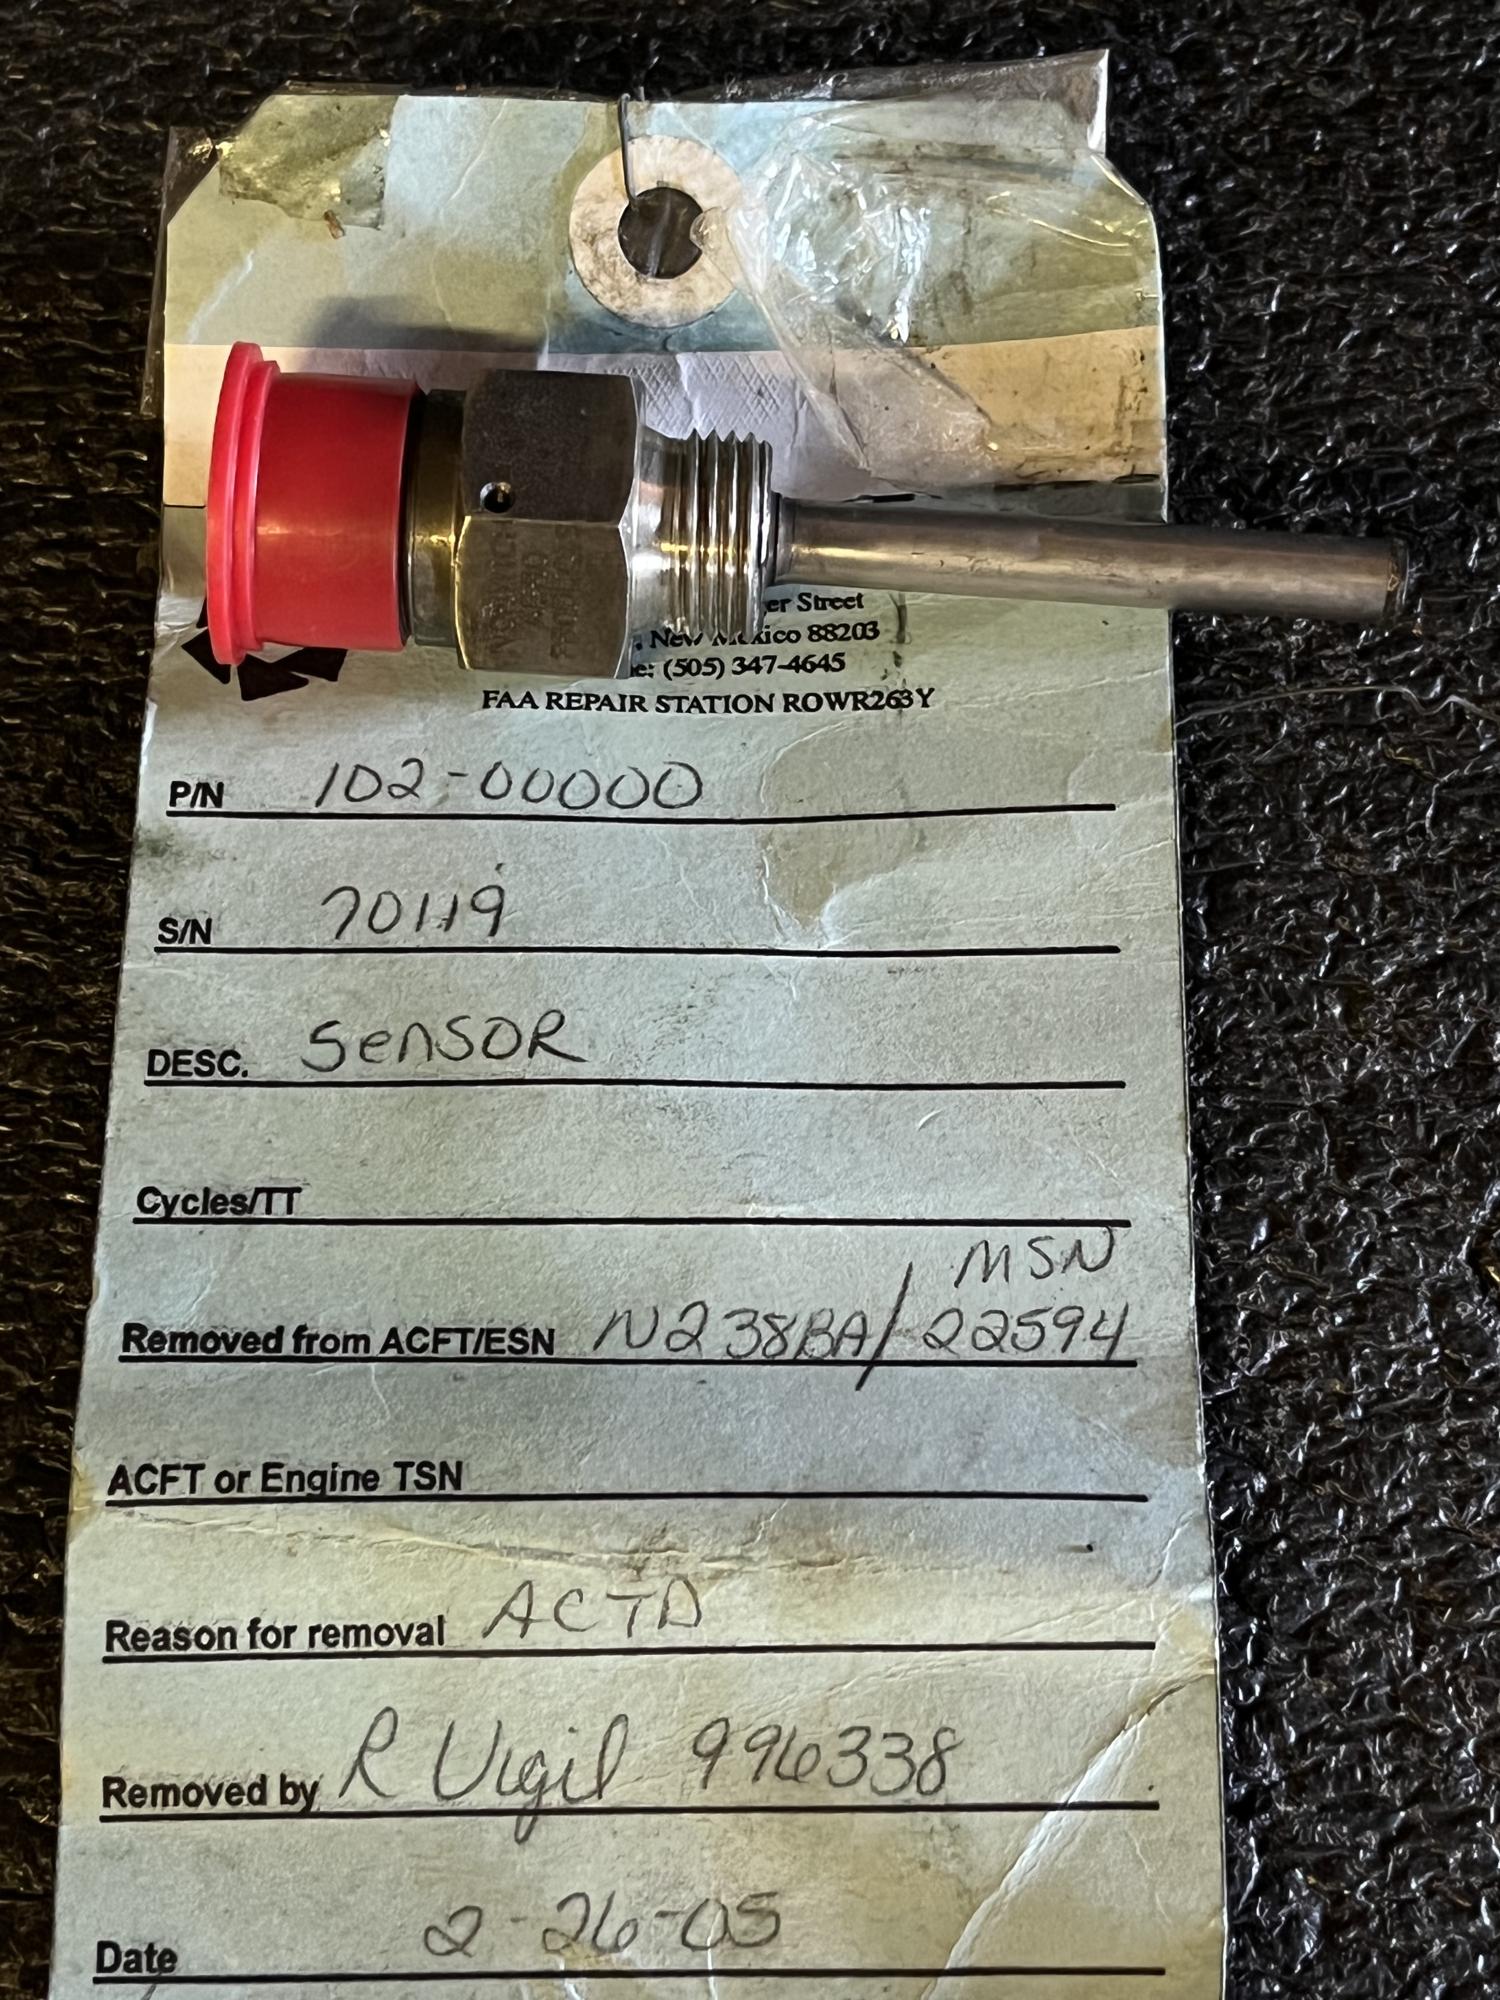 er Street
New Mexico 88203
e: (505) 347-4645
FAA REPAIR STATION ROWR263Y
P/N 102-00000
S/N 70119
DESC. SENSOR
Cycles/TT
MSN
Removed from ACFT/ESN N238BA/22594
ACFT or Engine TSN
Reason for removal ACTD
Removed by R Vigil 996338
Date 2-26-05